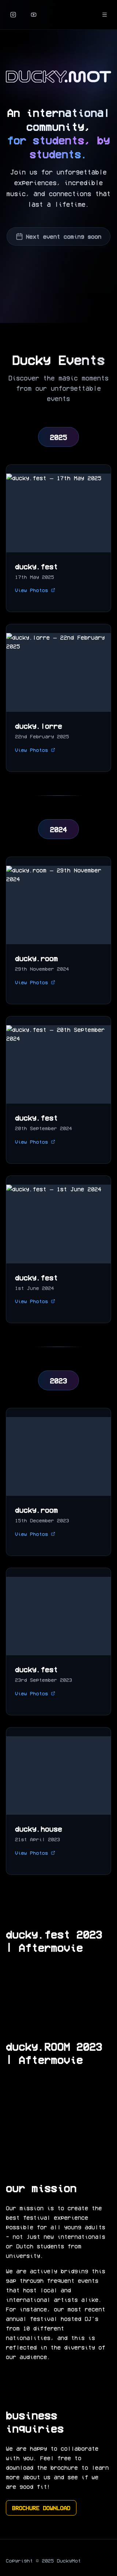 DUCKY.MOT
An international
community,
for students, by
students.
Join us for unforgettable
experiences, incredible
music, and connections that
last a lifetime.
Next event coming soon
Ducky Events
Discover the magic moments
from our unforgettable
events
2025
ducky.fest – 17th May 2025
ducky.fest
17th May 2025
View Photos
ducky.lorre – 22nd February
2025
ducky.lorre
22nd February 2025
View Photos
2024
ducky.room – 29th November
2024
ducky.room
29th November 2024
View Photos
ducky.fest – 20th September
2024
ducky.fest
20th September 2024
View Photos
ducky.fest – 1st June 2024
ducky.fest
1st June 2024
View Photos
2023
ducky.room
15th December 2023
View Photos
ducky.fest
23rd September 2023
View Photos
ducky.house
21st April 2023
View Photos
ducky.fest 2023
| Aftermovie
ducky.ROOM 2023
| Aftermovie
our mission
Our mission is to create the
best festival experience
possible for all young adults
- not just new internationals
or Dutch students from
university.
We are actively bridging this
gap through frequent events
that host local and
international artists alike.
For instance, our most recent
annual festival hosted DJ's
from 10 different
nationalities, and this is
reflected in the diversity of
our audience.
business
inquiries
We are happy to collaborate
with you. Feel free to
download the brochure to learn
more about us and see if we
are a good fit!
BROCHURE DOWNLOAD
Copyright © 2025 DuckyMot